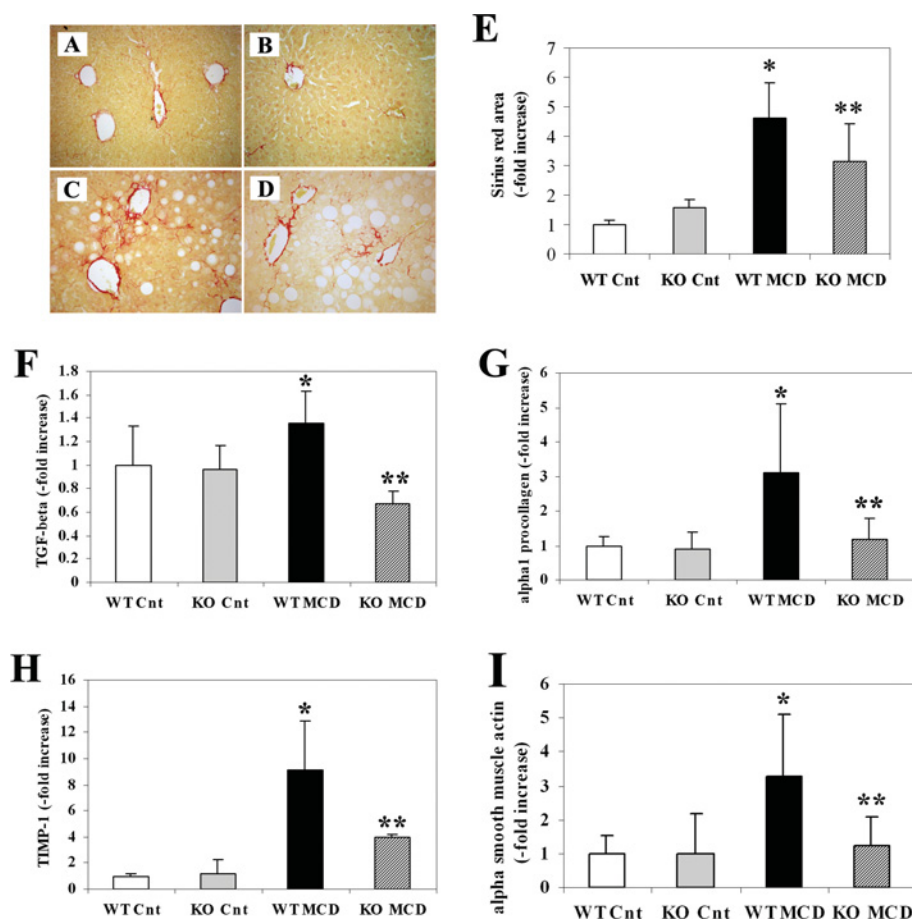 A
B
C
D
E
Sirius red area
(-fold increase)
8
7
6
5
4
3
2
1
0
*
**
WT Cnt
KO Cnt
WT MCD
KO MCD
F
TGF-beta (-fold increase)
1.8
1.6
1.4
1.2
1
0.8
0.6
0.4
0.2
0
*
**
WT Cnt
KO Cnt
WT MCD
KO MCD
G
alpha1 procollagen (-fold increase)
6
5
4
3
2
1
0
*
**
WT Cnt
KO Cnt
WT MCD
KO MCD
H
TIMP-1 (-fold increase)
16
14
12
10
8
6
4
2
0
*
**
WT Cnt
KO Cnt
WT MCD
KO MCD
I
alpha smooth muscle actin
(-fold increase)
6
5
4
3
2
1
0
*
**
WT Cnt
KO Cnt
WT MCD
KO MCD